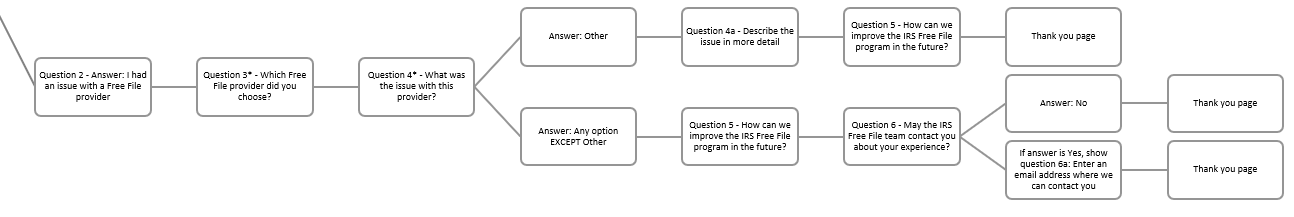 Question 2 - Answer: I had
an issue with a Free File
provider
Question 3* - Which Free
File provider did you
choose?
Question 4* - What was
the issue with this
provider?
Answer: Other
Question 4a - Describe the
issue in more detail
Question 5 - How can we
improve the IRS Free File
program in the future?
Thank you page
Answer: Any option
EXCEPT Other
Question 5 - How can we
improve the IRS Free File
program in the future?
Question 6 - May the IRS
Free File team contact you
about your experience?
Answer: No
Thank you page
If answer is Yes, show
question 6a: Enter an
email address where we
can contact you
Thank you page